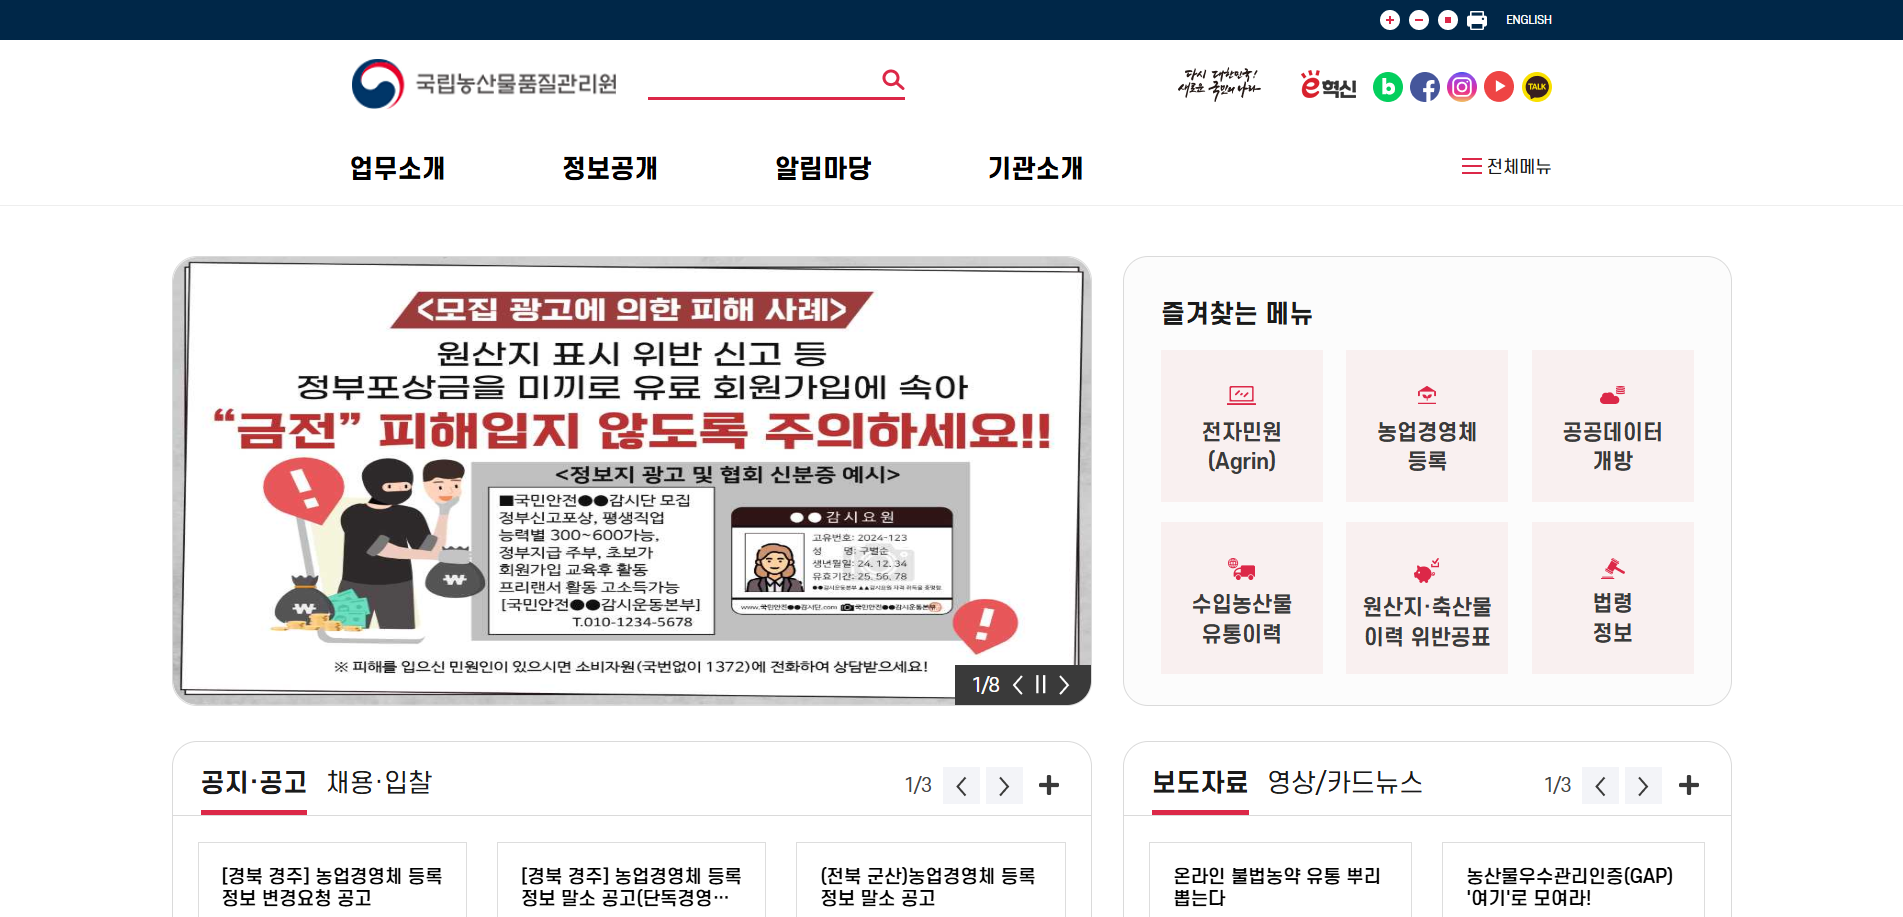 ENGLISH
국립농산물품질관리원
다시 대한민국!
새로운 국민의 나라
e혁신
TALK
업무소개
정보공개
알림마당
기관소개
전체메뉴
<모집 광고에 의한 피해 사례>
원산지 표시 위반 신고 등
정부포상금을 미끼로 유료 회원가입에 속아
“금전” 피해입지 않도록 주의하세요!!
<정보지 광고 및 협회 신분증 예시>
■국민안전●●감시단 모집
정부신고포상, 평생직업
능력별 300~600가능,
정부지급 주부, 초보가
회원가입 교육후 활동
프리랜서 활동 고소득가능
[국민안전●●감시운동본부]
T.010-1234-5678
●●감시요원
고유번호: 2024-123
성 명: 구별순
생년월일: 24. 12. 34
유효기간: 25. 56. 78
www.국민안전●●감시단.com
국민안전●●감시운동본부
※ 피해를 입으신 민원인이 있으시면 소비자원(국번없이 1372)에 전화하여 상담받으세요!
1/8
즐겨찾는 메뉴
전자민원
(Agrin)
농업경영체
등록
공공데이터
개방
수입농산물
유통이력
원산지·축산물
이력 위반공표
법령
정보
공지·공고
채용·입찰
1/3
[경북 경주] 농업경영체 등록
정보 변경요청 공고
[경북 경주] 농업경영체 등록
정보 말소 공고(단독경영…
(전북 군산)농업경영체 등록
정보 말소 공고
보도자료
영상/카드뉴스
1/3
온라인 불법농약 유통 뿌리
뽑는다
농산물우수관리인증(GAP)
'여기'로 모여라!